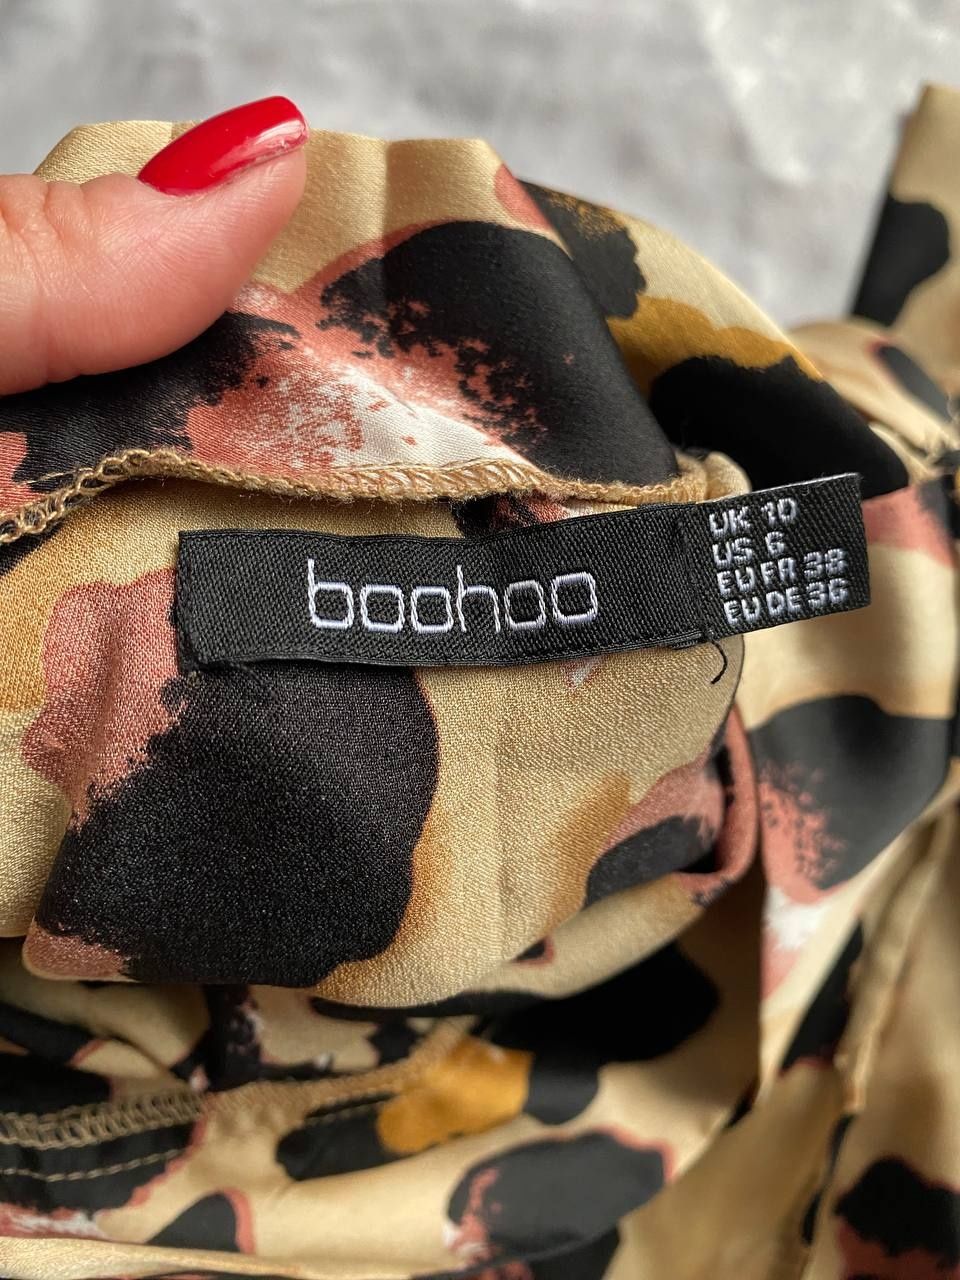 boohoo
UK 10
US 6
EU FR 38
EU DE 36